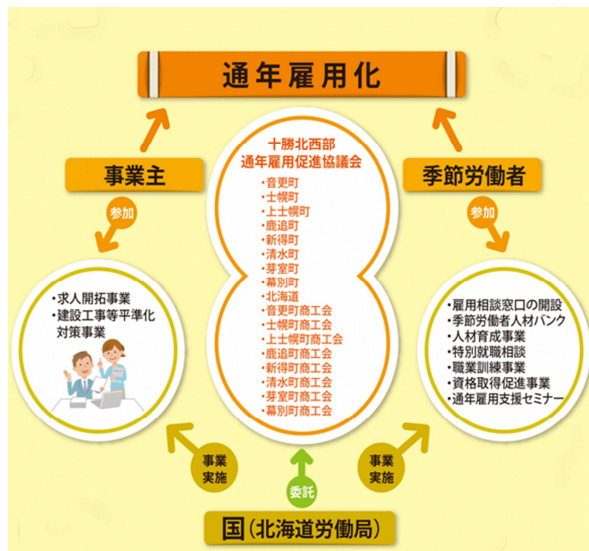 通年雇用化
事業主
季節労働者
参加
参加
十勝北西部
通年雇用促進協議会
・音更町
・士幌町
・上士幌町
・鹿追町
・新得町
・清水町
・芽室町
・幕別町
・北海道
・音更町商工会
・士幌町商工会
・上士幌町商工会
・鹿追町商工会
・新得町商工会
・清水町商工会
・芽室町商工会
・幕別町商工会
・求人開拓事業
・建設工事等平準化
対策事業
・雇用相談窓口の開設
・季節労働者人材バンク
・人材育成事業
・特別就職相談
・職業訓練事業
・資格取得促進事業
・通年雇用支援セミナー
事業
実施
委託
事業
実施
国(北海道労働局)